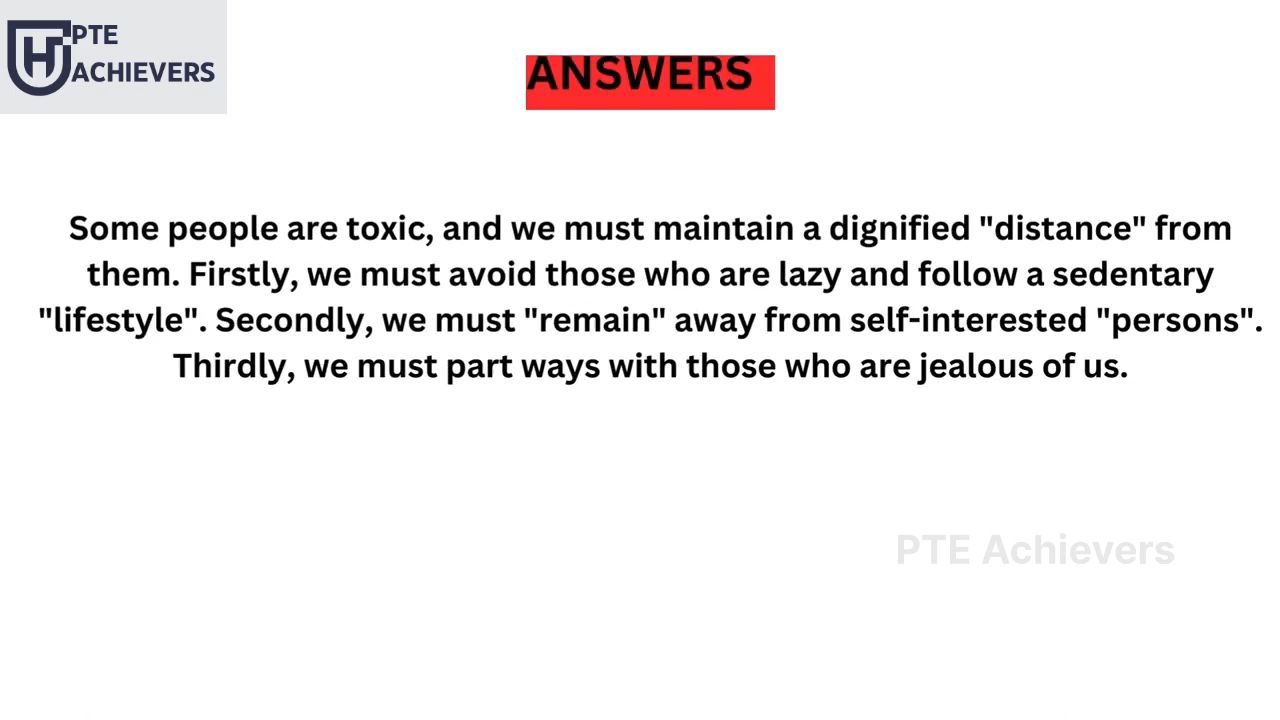 PTE
ACHIEVERS
ANSWERS
Some people are toxic, and we must maintain a dignified "distance" from
them. Firstly, we must avoid those who are lazy and follow a sedentary
"lifestyle". Secondly, we must "remain" away from self-interested "persons".
Thirdly, we must part ways with those who are jealous of us.
PTE Achievers